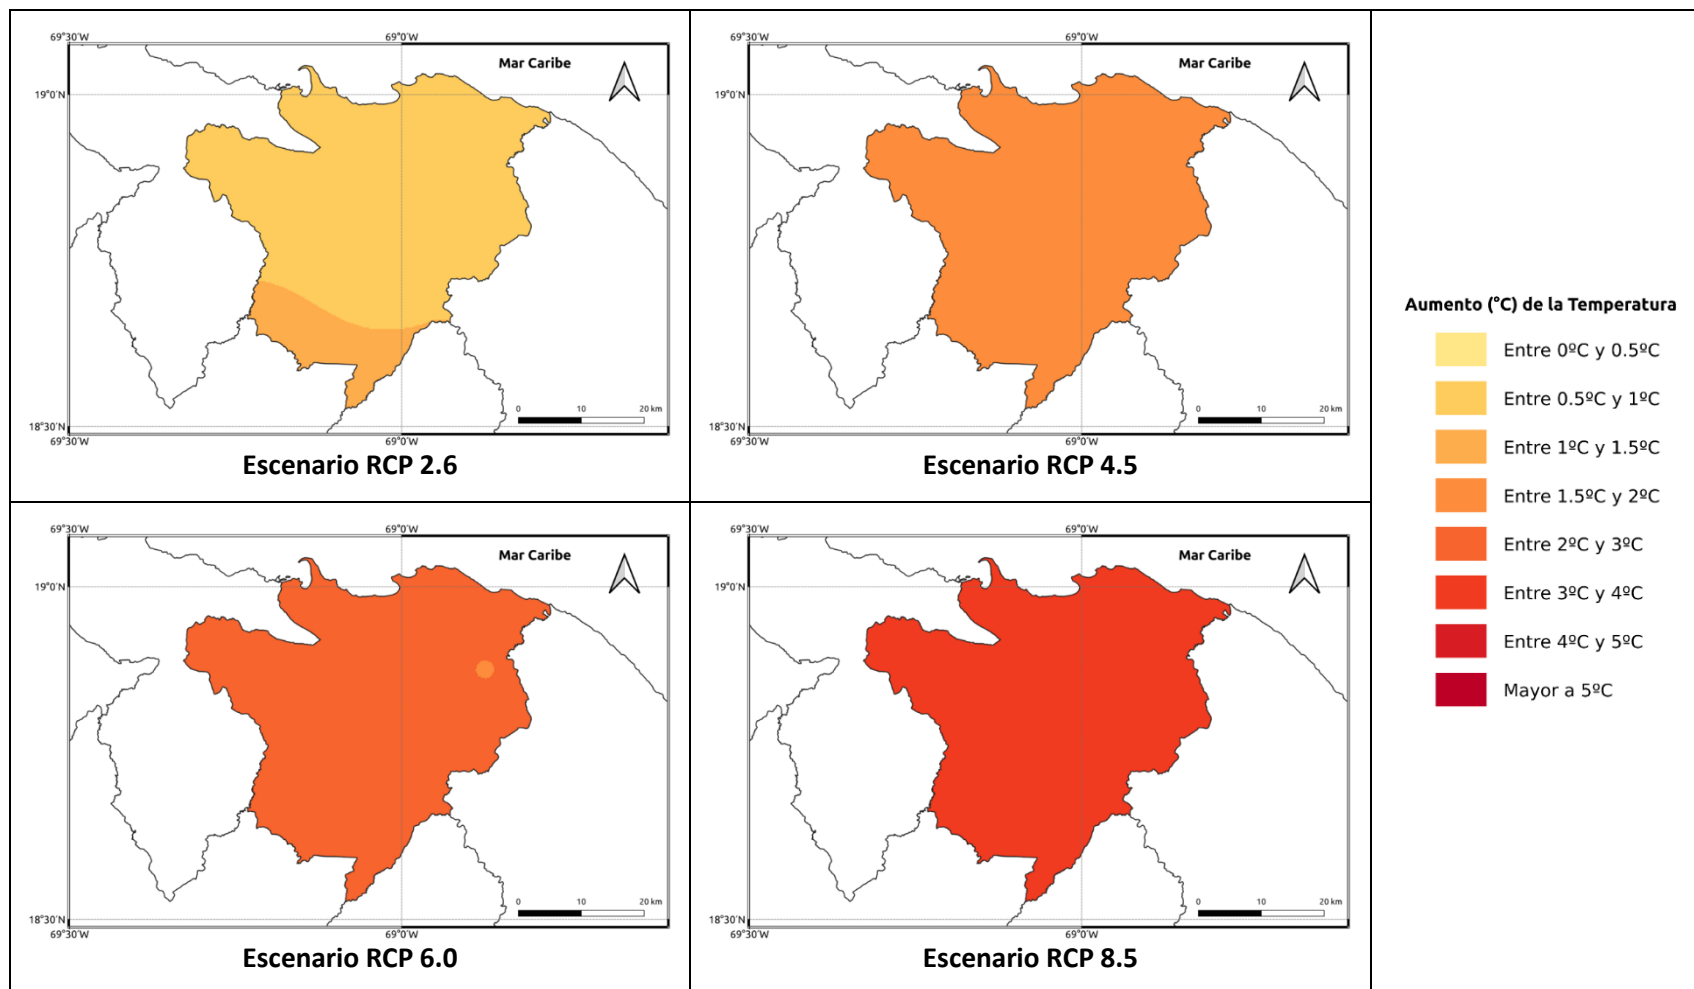 69°30'W
69°0'W
Mar Caribe
19°0'N
18°30'N
0
10
20 km
69°30'W
69°0'W
Escenario RCP 2.6
69°30'W
69°0'W
Mar Caribe
19°0'N
18°30'N
0
10
20 km
69°30'W
69°0'W
Escenario RCP 4.5
69°30'W
69°0'W
Mar Caribe
19°0'N
18°30'N
0
10
20 km
69°30'W
69°0'W
Escenario RCP 6.0
69°0'W
Mar Caribe
19°0'N
18°30'N
0
10
20 km
69°30'W
69°0'W
Escenario RCP 8.5
Aumento (°C) de la Temperatura
Entre 0ºC y 0.5ºC
Entre 0.5ºC y 1ºC
Entre 1ºC y 1.5ºC
Entre 1.5ºC y 2ºC
Entre 2ºC y 3ºC
Entre 3ºC y 4ºC
Entre 4ºC y 5ºC
Mayor a 5ºC